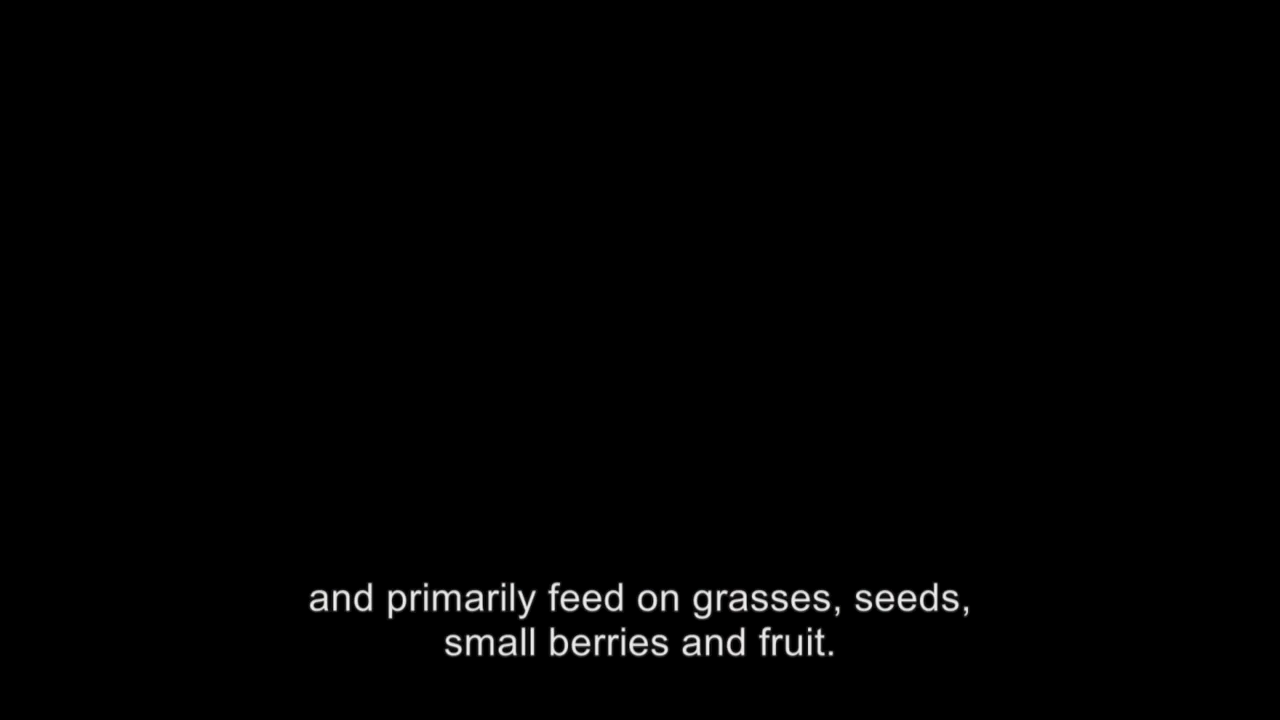 and primarily feed on grasses, seeds,
small berries and fruit.